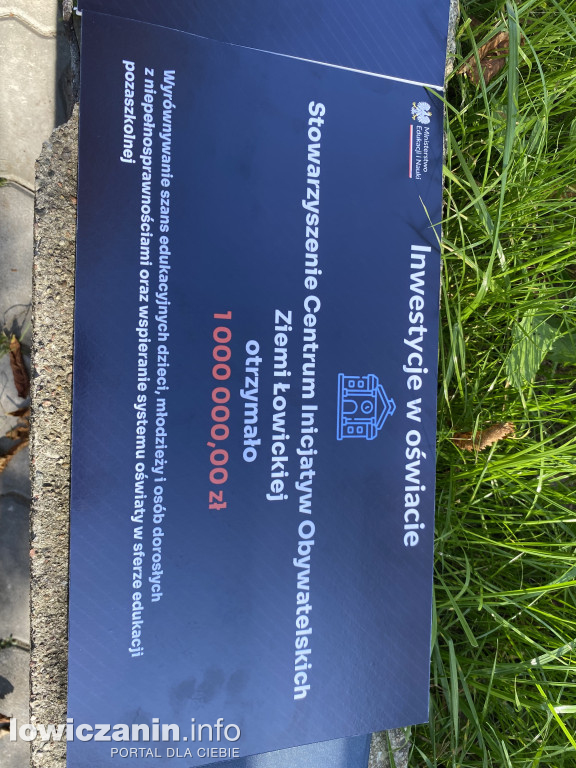 Ministerstwo
Edukacji i Nauki
Inwestycje w oświacie
Stowarzyszenie Centrum Inicjatyw Obywatelskich
Ziemi Łowickiej
otrzymało
1 000 000,00 zł
Wyrównywanie szans edukacyjnych dzieci, młodzieży i osób dorosłych
z niepełnosprawnościami oraz wspieranie systemu oświaty w sferze edukacji
pozaszkolnej
lowiczanin.info
PORTAL DLA CIEBIE